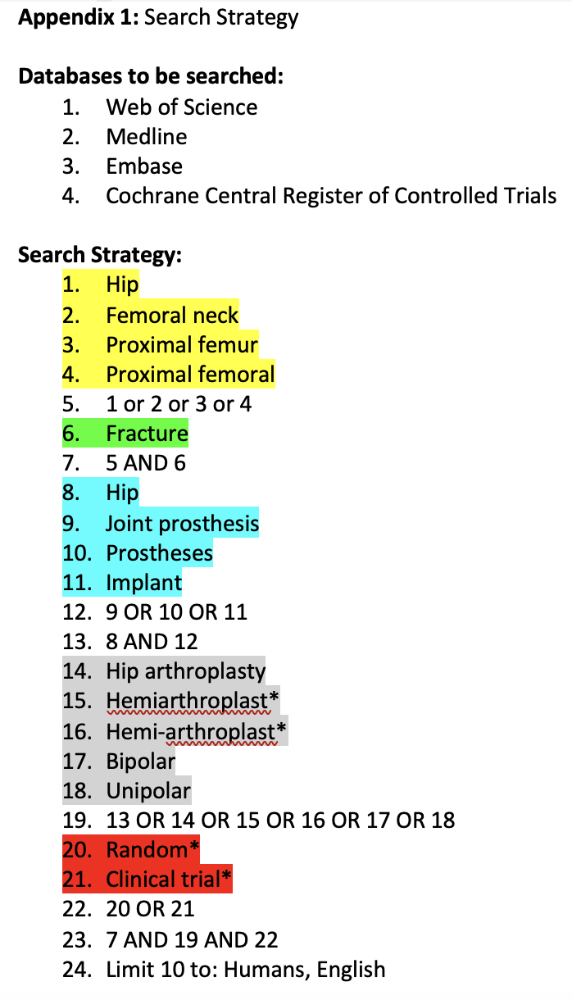 Appendix 1: Search Strategy
Databases to be searched:
1. Web of Science
2. Medline
3. Embase
4. Cochrane Central Register of Controlled Trials
Search Strategy:
1. Hip
2. Femoral neck
3. Proximal femur
4. Proximal femoral
5. 1 or 2 or 3 or 4
6. Fracture
7. 5 AND 6
8. Hip
9. Joint prosthesis
10. Prostheses
11. Implant
12. 9 OR 10 OR 11
13. 8 AND 12
14. Hip arthroplasty
15. Hemiarthroplast*
16. Hemi-arthroplast*
17. Bipolar
18. Unipolar
19. 13 OR 14 OR 15 OR 16 OR 17 OR 18
20. Random*
21. Clinical trial*
22. 20 OR 21
23. 7 AND 19 AND 22
24. Limit 10 to: Humans, English